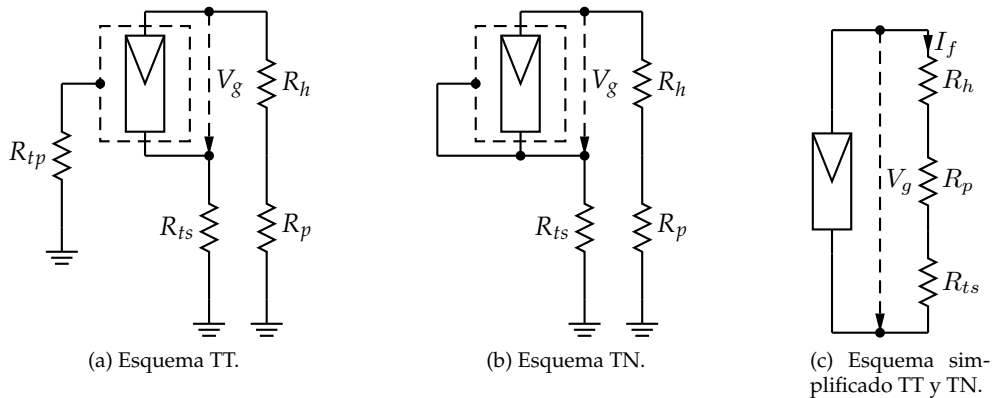 V_g
R_h
R_tp
R_ts
R_p
(a) Esquema TT.
V_g
R_h
R_ts
R_p
(b) Esquema TN.
I_f
R_h
V_g
R_p
R_ts
(c) Esquema sim-
plificado TT y TN.